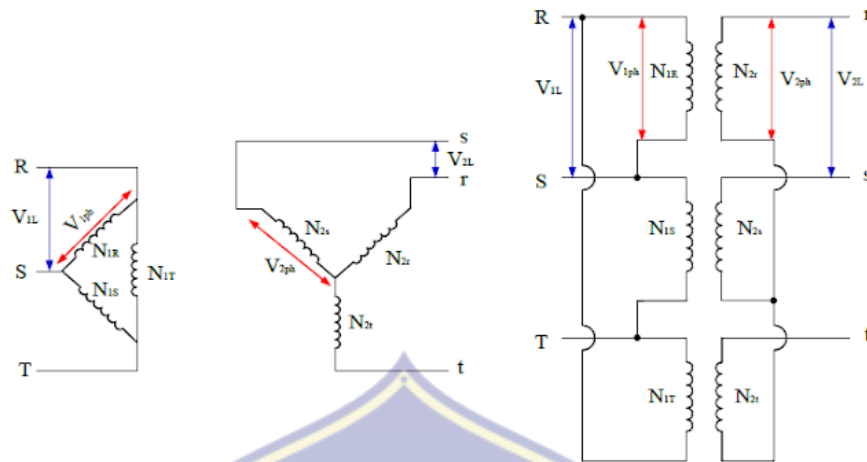 R
V1L
V1ph
N1R
S
N1S
N1T
T
s
V2L
r
N2s
N2r
V2ph
N2t
t
R
r
V1L
V1ph
N1R
N2r
V2ph
V2L
S
s
N1S
N2s
T
t
N1T
N2t